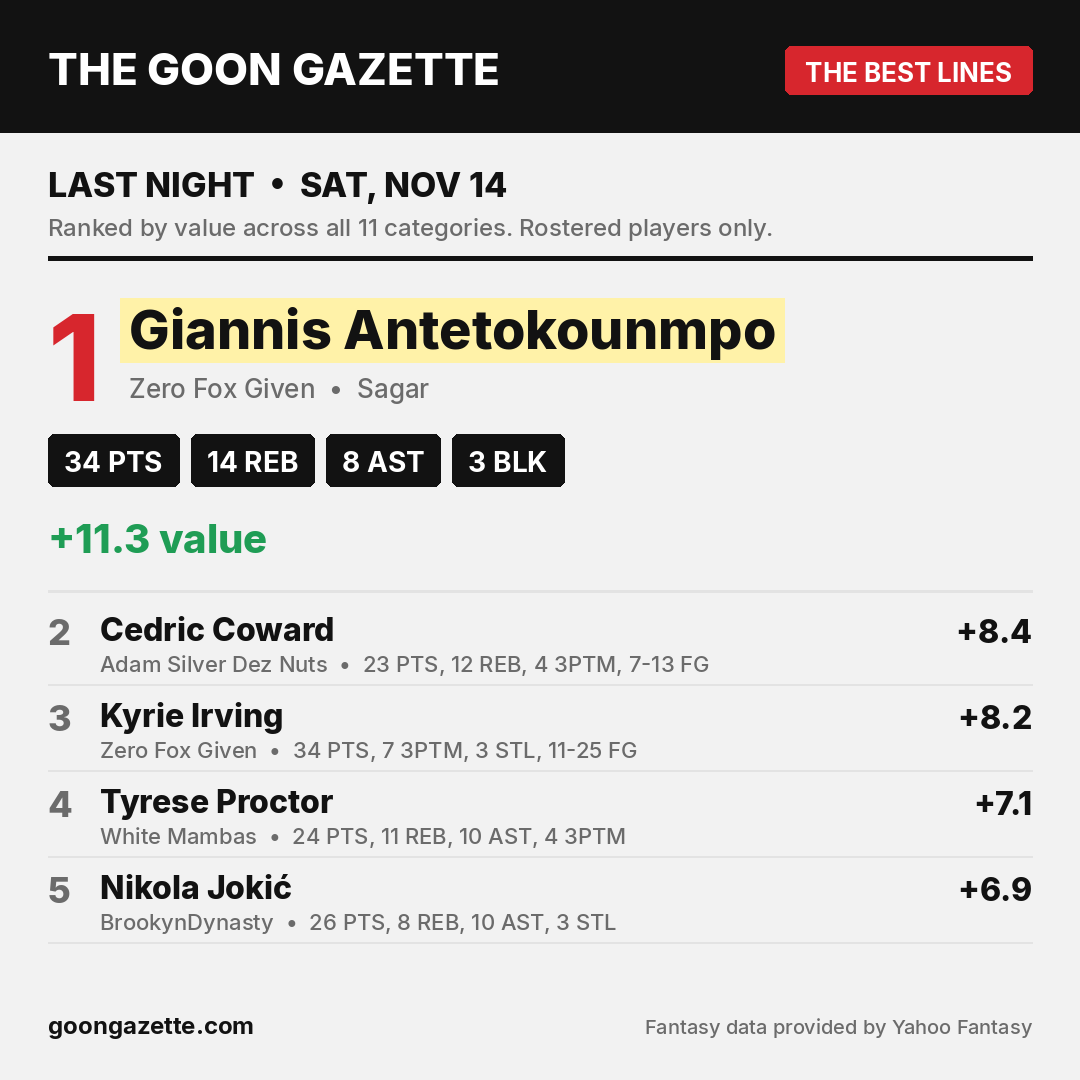 THE GOON GAZETTE
THE BEST LINES
LAST NIGHT • SAT, NOV 14
Ranked by value across all 11 categories. Rostered players only.
1
Giannis Antetokounmpo
Zero Fox Given • Sagar
34 PTS 14 REB 8 AST 3 BLK
+11.3 value
2 Cedric Coward +8.4
Adam Silver Dez Nuts • 23 PTS, 12 REB, 4 3PTM, 7-13 FG
3 Kyrie Irving +8.2
Zero Fox Given • 34 PTS, 7 3PTM, 3 STL, 11-25 FG
4 Tyrese Proctor +7.1
White Mambas • 24 PTS, 11 REB, 10 AST, 4 3PTM
5 Nikola Jokić +6.9
BrookynDynasty • 26 PTS, 8 REB, 10 AST, 3 STL
goongazette.com
Fantasy data provided by Yahoo Fantasy